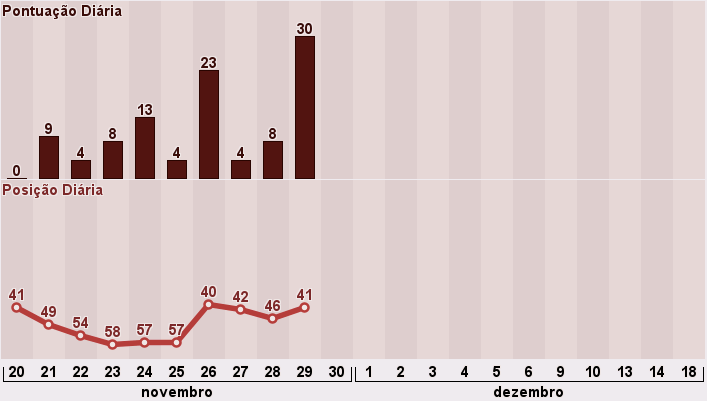 Pontuação Diária
0 9 4 8 13 4 23 4 8 30
Posição Diária
41 49 54 58 57 57 40 42 46 41
20 21 22 23 24 25 26 27 28 29 30 1 2 3 4 5 6 9 10 13 14 18
novembro dezembro